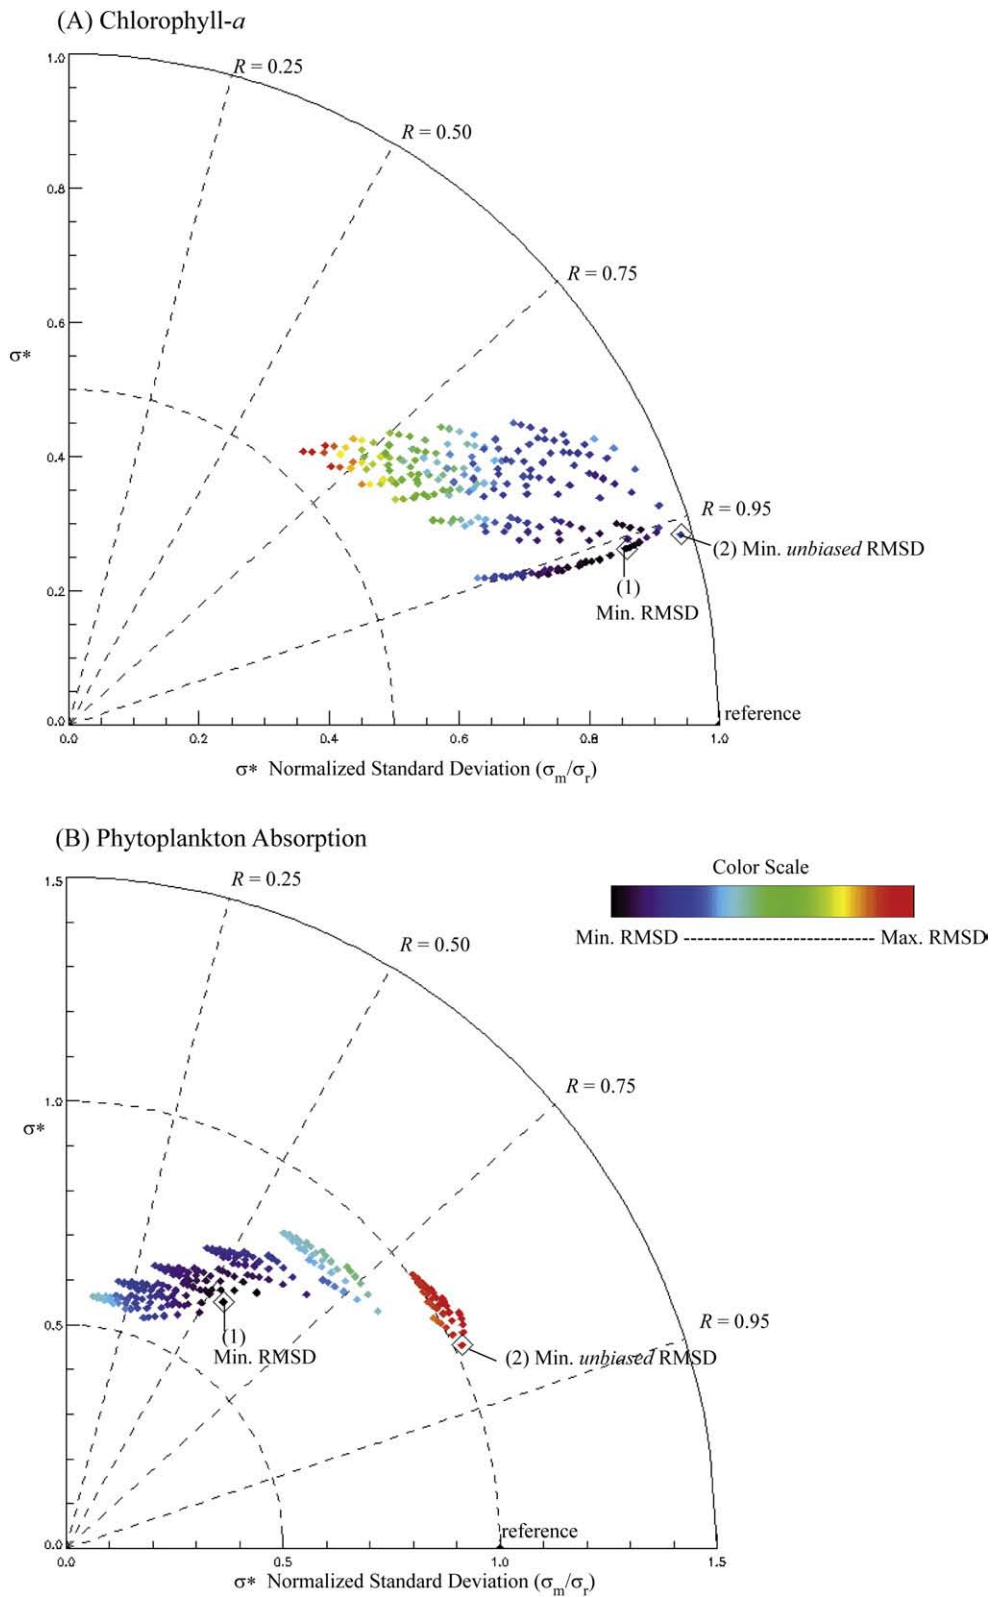 (A) Chlorophyll-a
1.0
R = 0.25
R = 0.50
0.8
R = 0.75
0.6
σ*
0.4
R = 0.95
(2) Min. unbiased RMSD
(1)
Min. RMSD
0.2
reference
0.0
0.0 0.2 0.4 0.6 0.8 1.0
σ* Normalized Standard Deviation (σm/σr)
(B) Phytoplankton Absorption
Color Scale
Min. RMSD ---------------------------- Max. RMSD
1.5
R = 0.25
R = 0.50
R = 0.75
1.0
σ*
0.5
R = 0.95
(1)
Min. RMSD
(2) Min. unbiased RMSD
reference
0.0
0.0 0.5 1.0 1.5
σ* Normalized Standard Deviation (σm/σr)